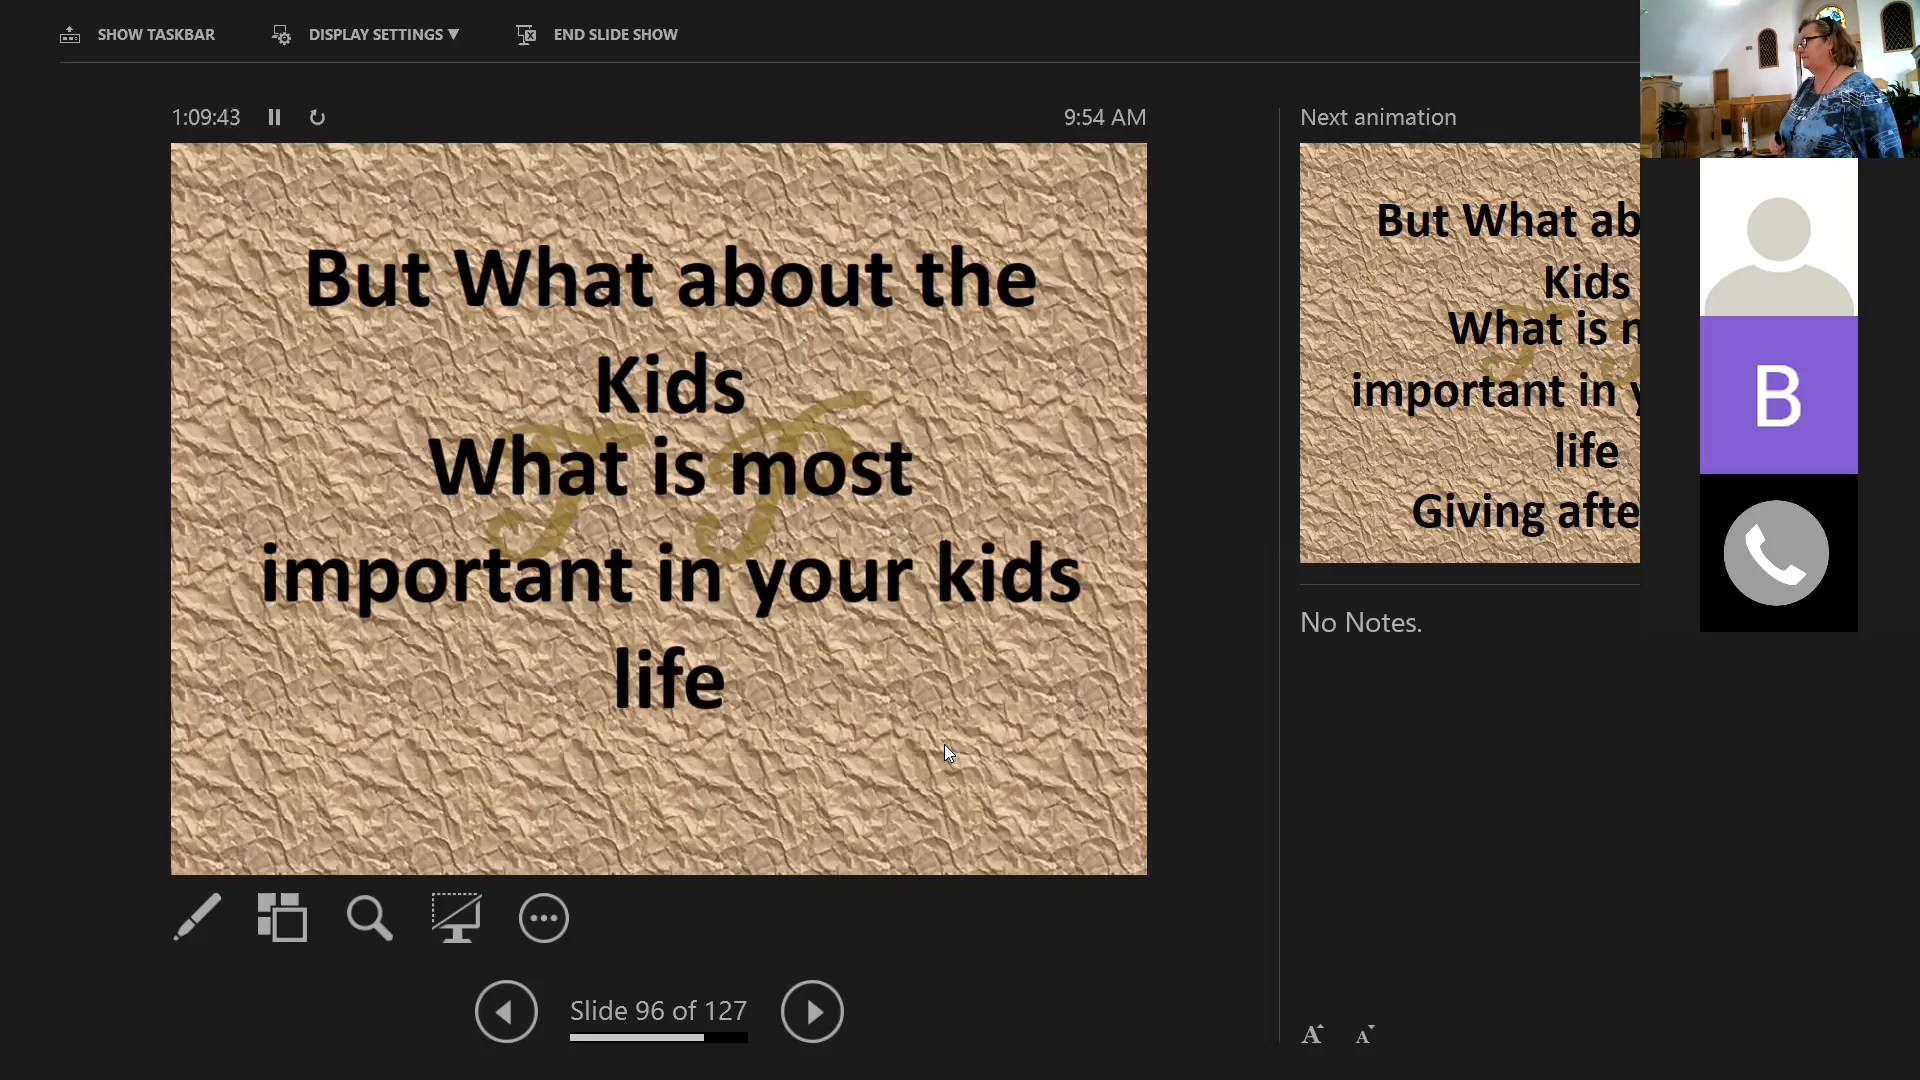 SHOW TASKBAR
DISPLAY SETTINGS ▼
END SLIDE SHOW
1:09:43
9:54 AM
But What about the
Kids
What is most
important in your kids
life
T P
Slide 96 of 127
Next animation
But What ab
Kids
What is
important in
life
Giving afte
No Notes.
A A
B